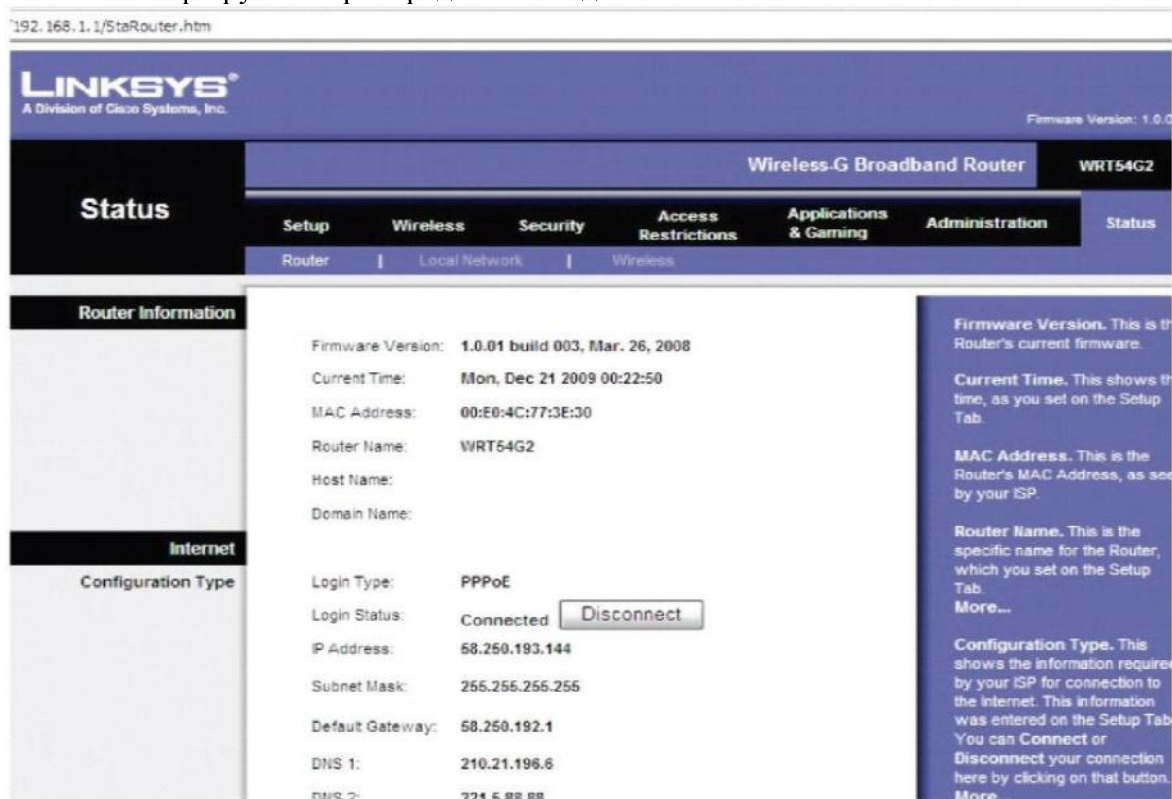 192.168.1.1/StaRouter.htm
LINKSYS®
A Division of Cisco Systems, Inc.
Firmware Version: 1.0.0
Wireless-G Broadband Router WRT54G2
Status
Setup Wireless Security Access Restrictions Applications & Gaming Administration Status
Router | Local Network | Wireless
Router Information
Firmware Version: 1.0.01 build 003, Mar. 26, 2008
Current Time: Mon, Dec 21 2009 00:22:50
MAC Address: 00:E0:4C:77:3E:30
Router Name: WRT54G2
Host Name:
Domain Name:
Internet
Configuration Type
Login Type: PPPoE
Login Status: Connected Disconnect
IP Address: 58.250.193.144
Subnet Mask: 255.255.255.255
Default Gateway: 58.250.192.1
DNS 1: 210.21.196.6
DNS 2: 221.5.88.88
Firmware Version. This is th
Router's current firmware.
Current Time. This shows th
time, as you set on the Setup
Tab.
MAC Address. This is the
Router's MAC Address, as see
by your ISP.
Router Name. This is the
specific name for the Router,
which you set on the Setup
Tab.
More...
Configuration Type. This
shows the information required
by your ISP for connection to
the Internet. This information
was entered on the Setup Tab
You can Connect or
Disconnect your connection
here by clicking on that button.
More...